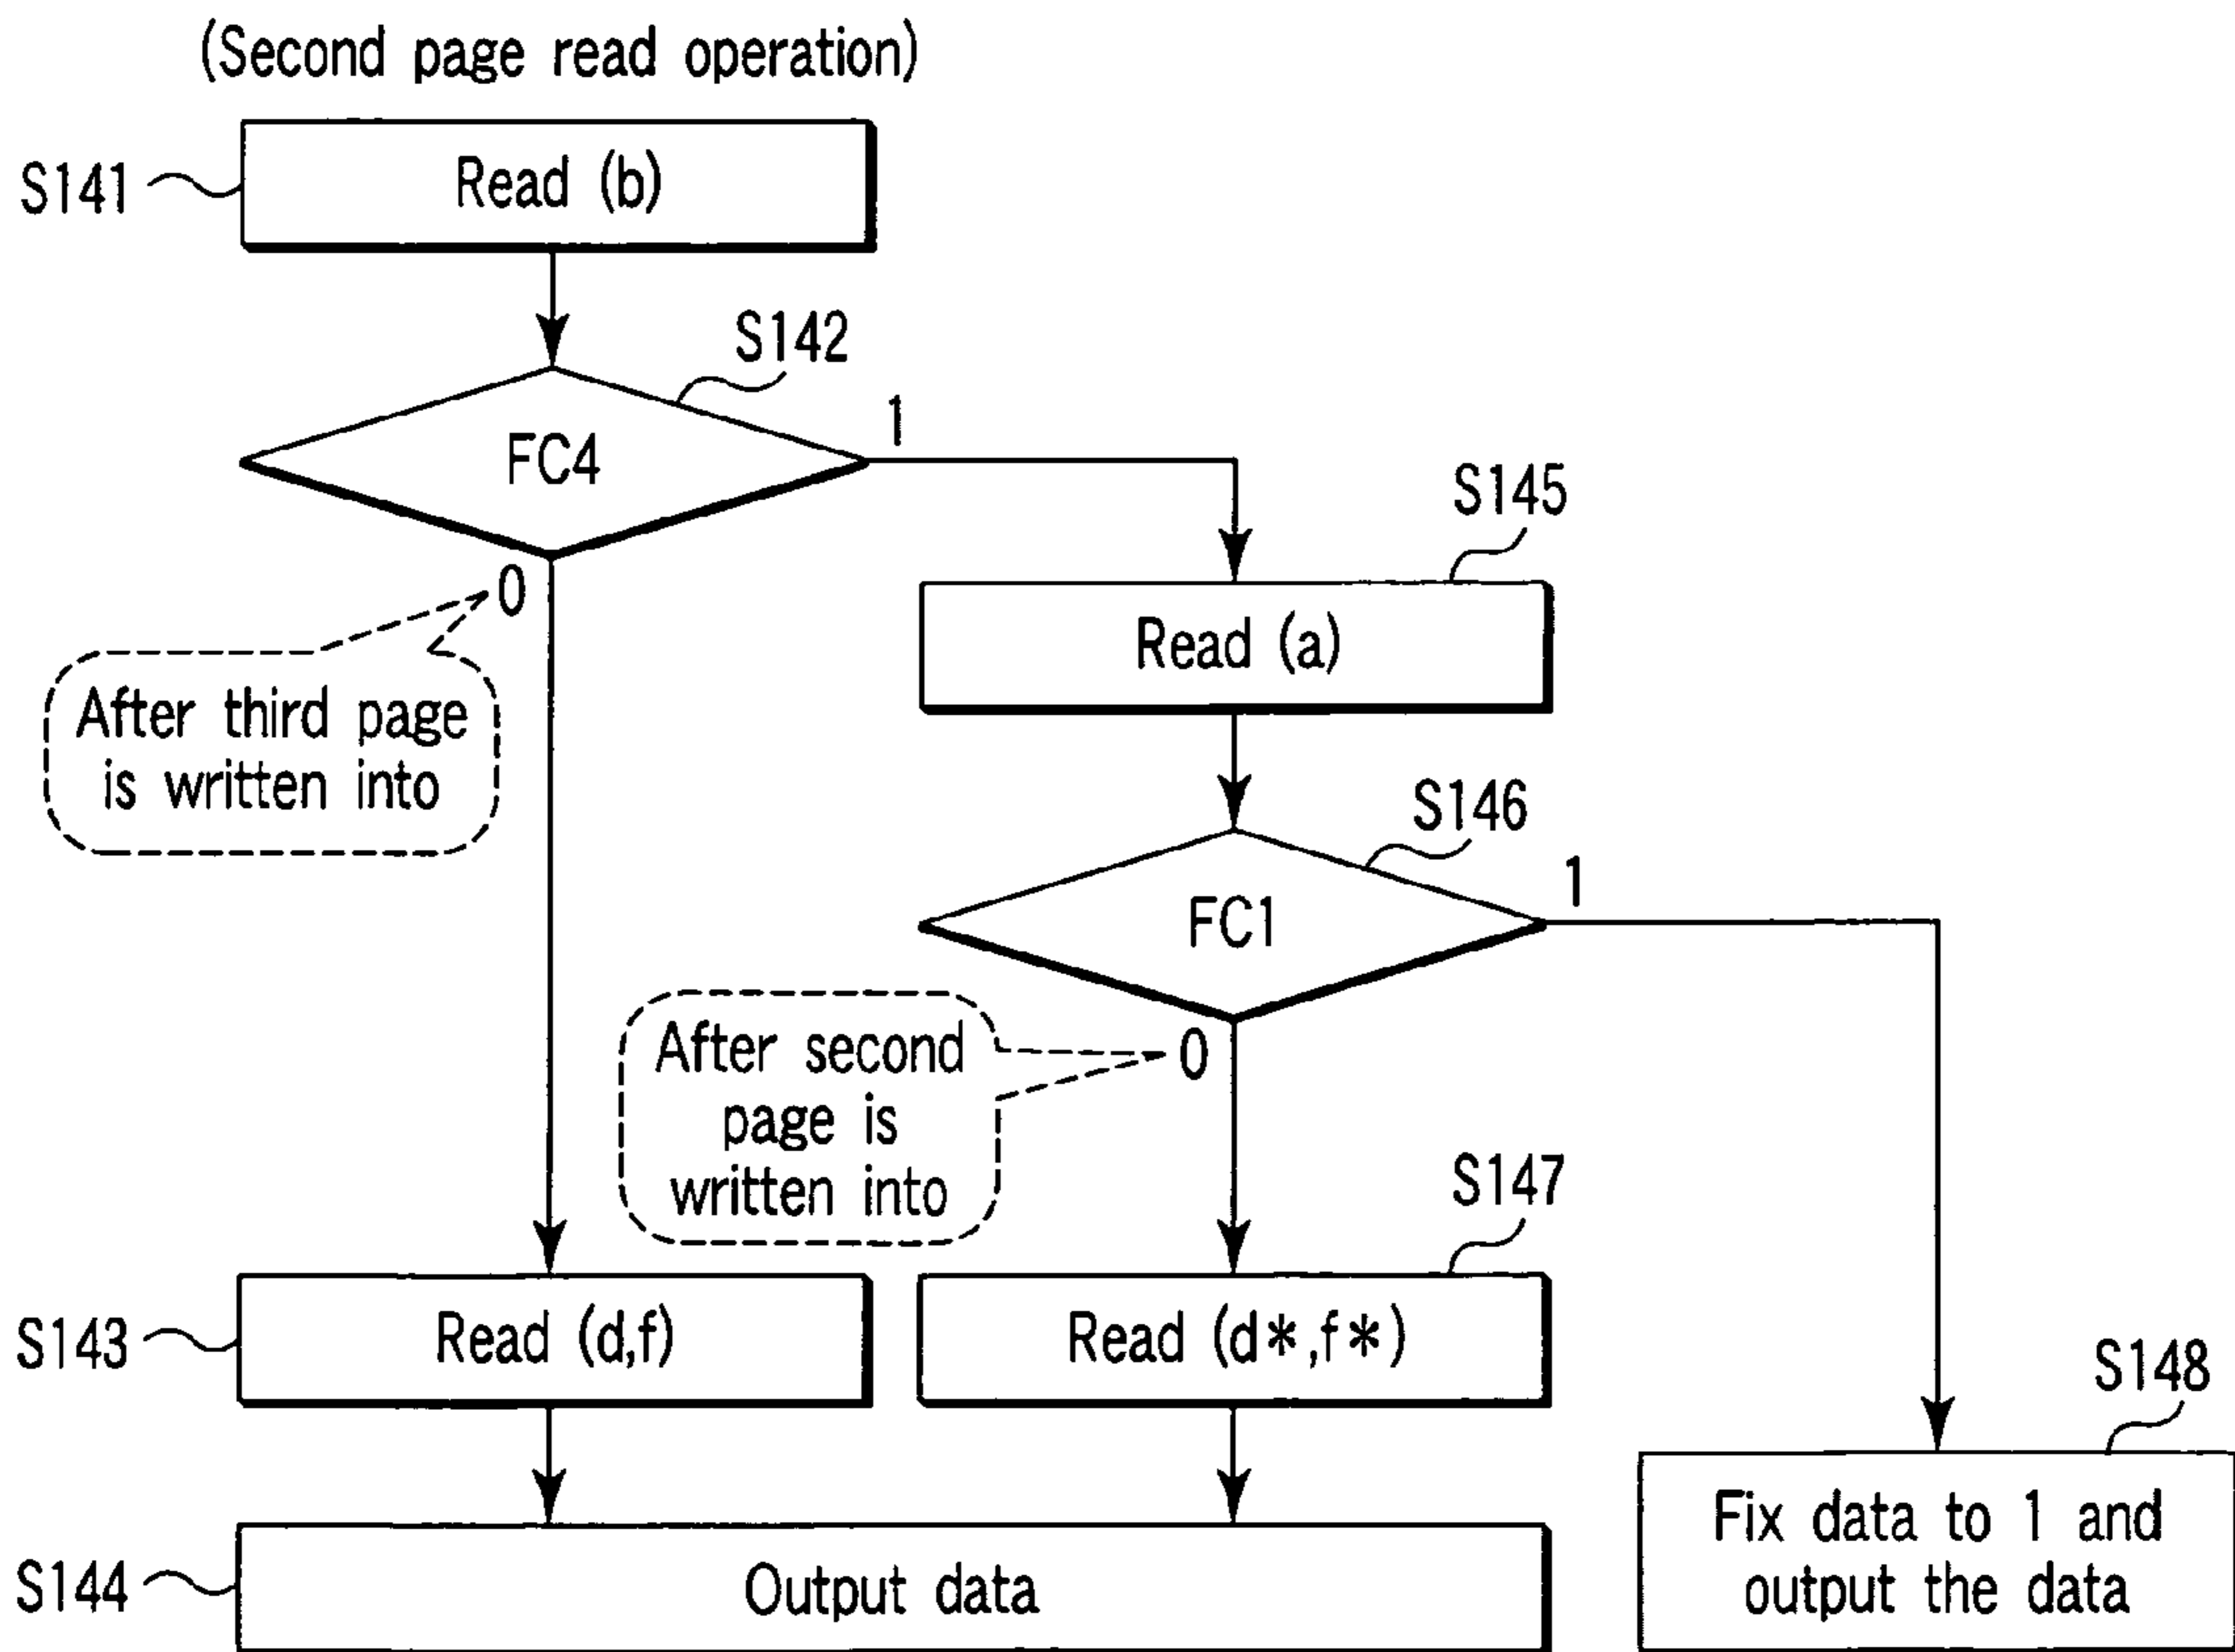 (Second page read operation)
S141
Read (b)
S142
FC4
1
0
After third page
is written into
S145
Read (a)
S146
FC1
1
0
After second
page is
written into
S143
Read (d,f)
S147
Read (d*,f*)
S144
Output data
S148
Fix data to 1 and
output the data